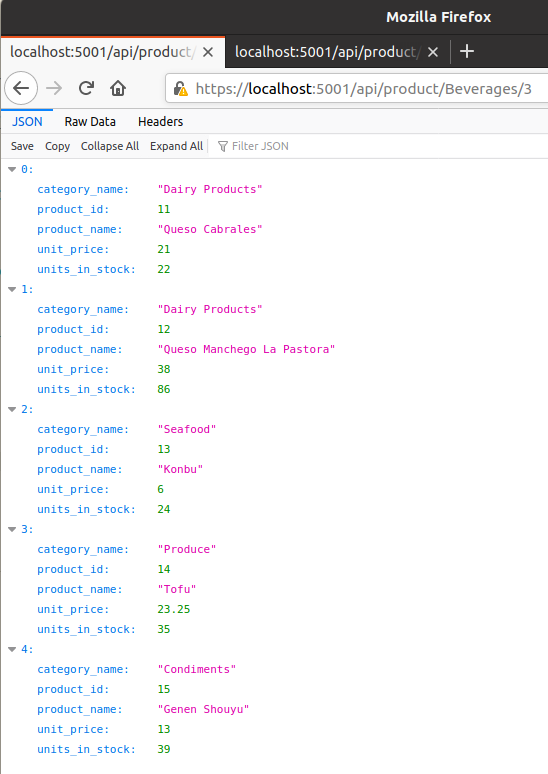 Mozilla Firefox
localhost:5001/api/product/ localhost:5001/api/product/
https://localhost:5001/api/product/Beverages/3
JSON Raw Data Headers
Save Copy Collapse All Expand All Filter JSON
0:
category_name: "Dairy Products"
product_id: 11
product_name: "Queso Cabrales"
unit_price: 21
units_in_stock: 22
1:
category_name: "Dairy Products"
product_id: 12
product_name: "Queso Manchego La Pastora"
unit_price: 38
units_in_stock: 86
2:
category_name: "Seafood"
product_id: 13
product_name: "Konbu"
unit_price: 6
units_in_stock: 24
3:
category_name: "Produce"
product_id: 14
product_name: "Tofu"
unit_price: 23.25
units_in_stock: 35
4:
category_name: "Condiments"
product_id: 15
product_name: "Genen Shouyu"
unit_price: 13
units_in_stock: 39